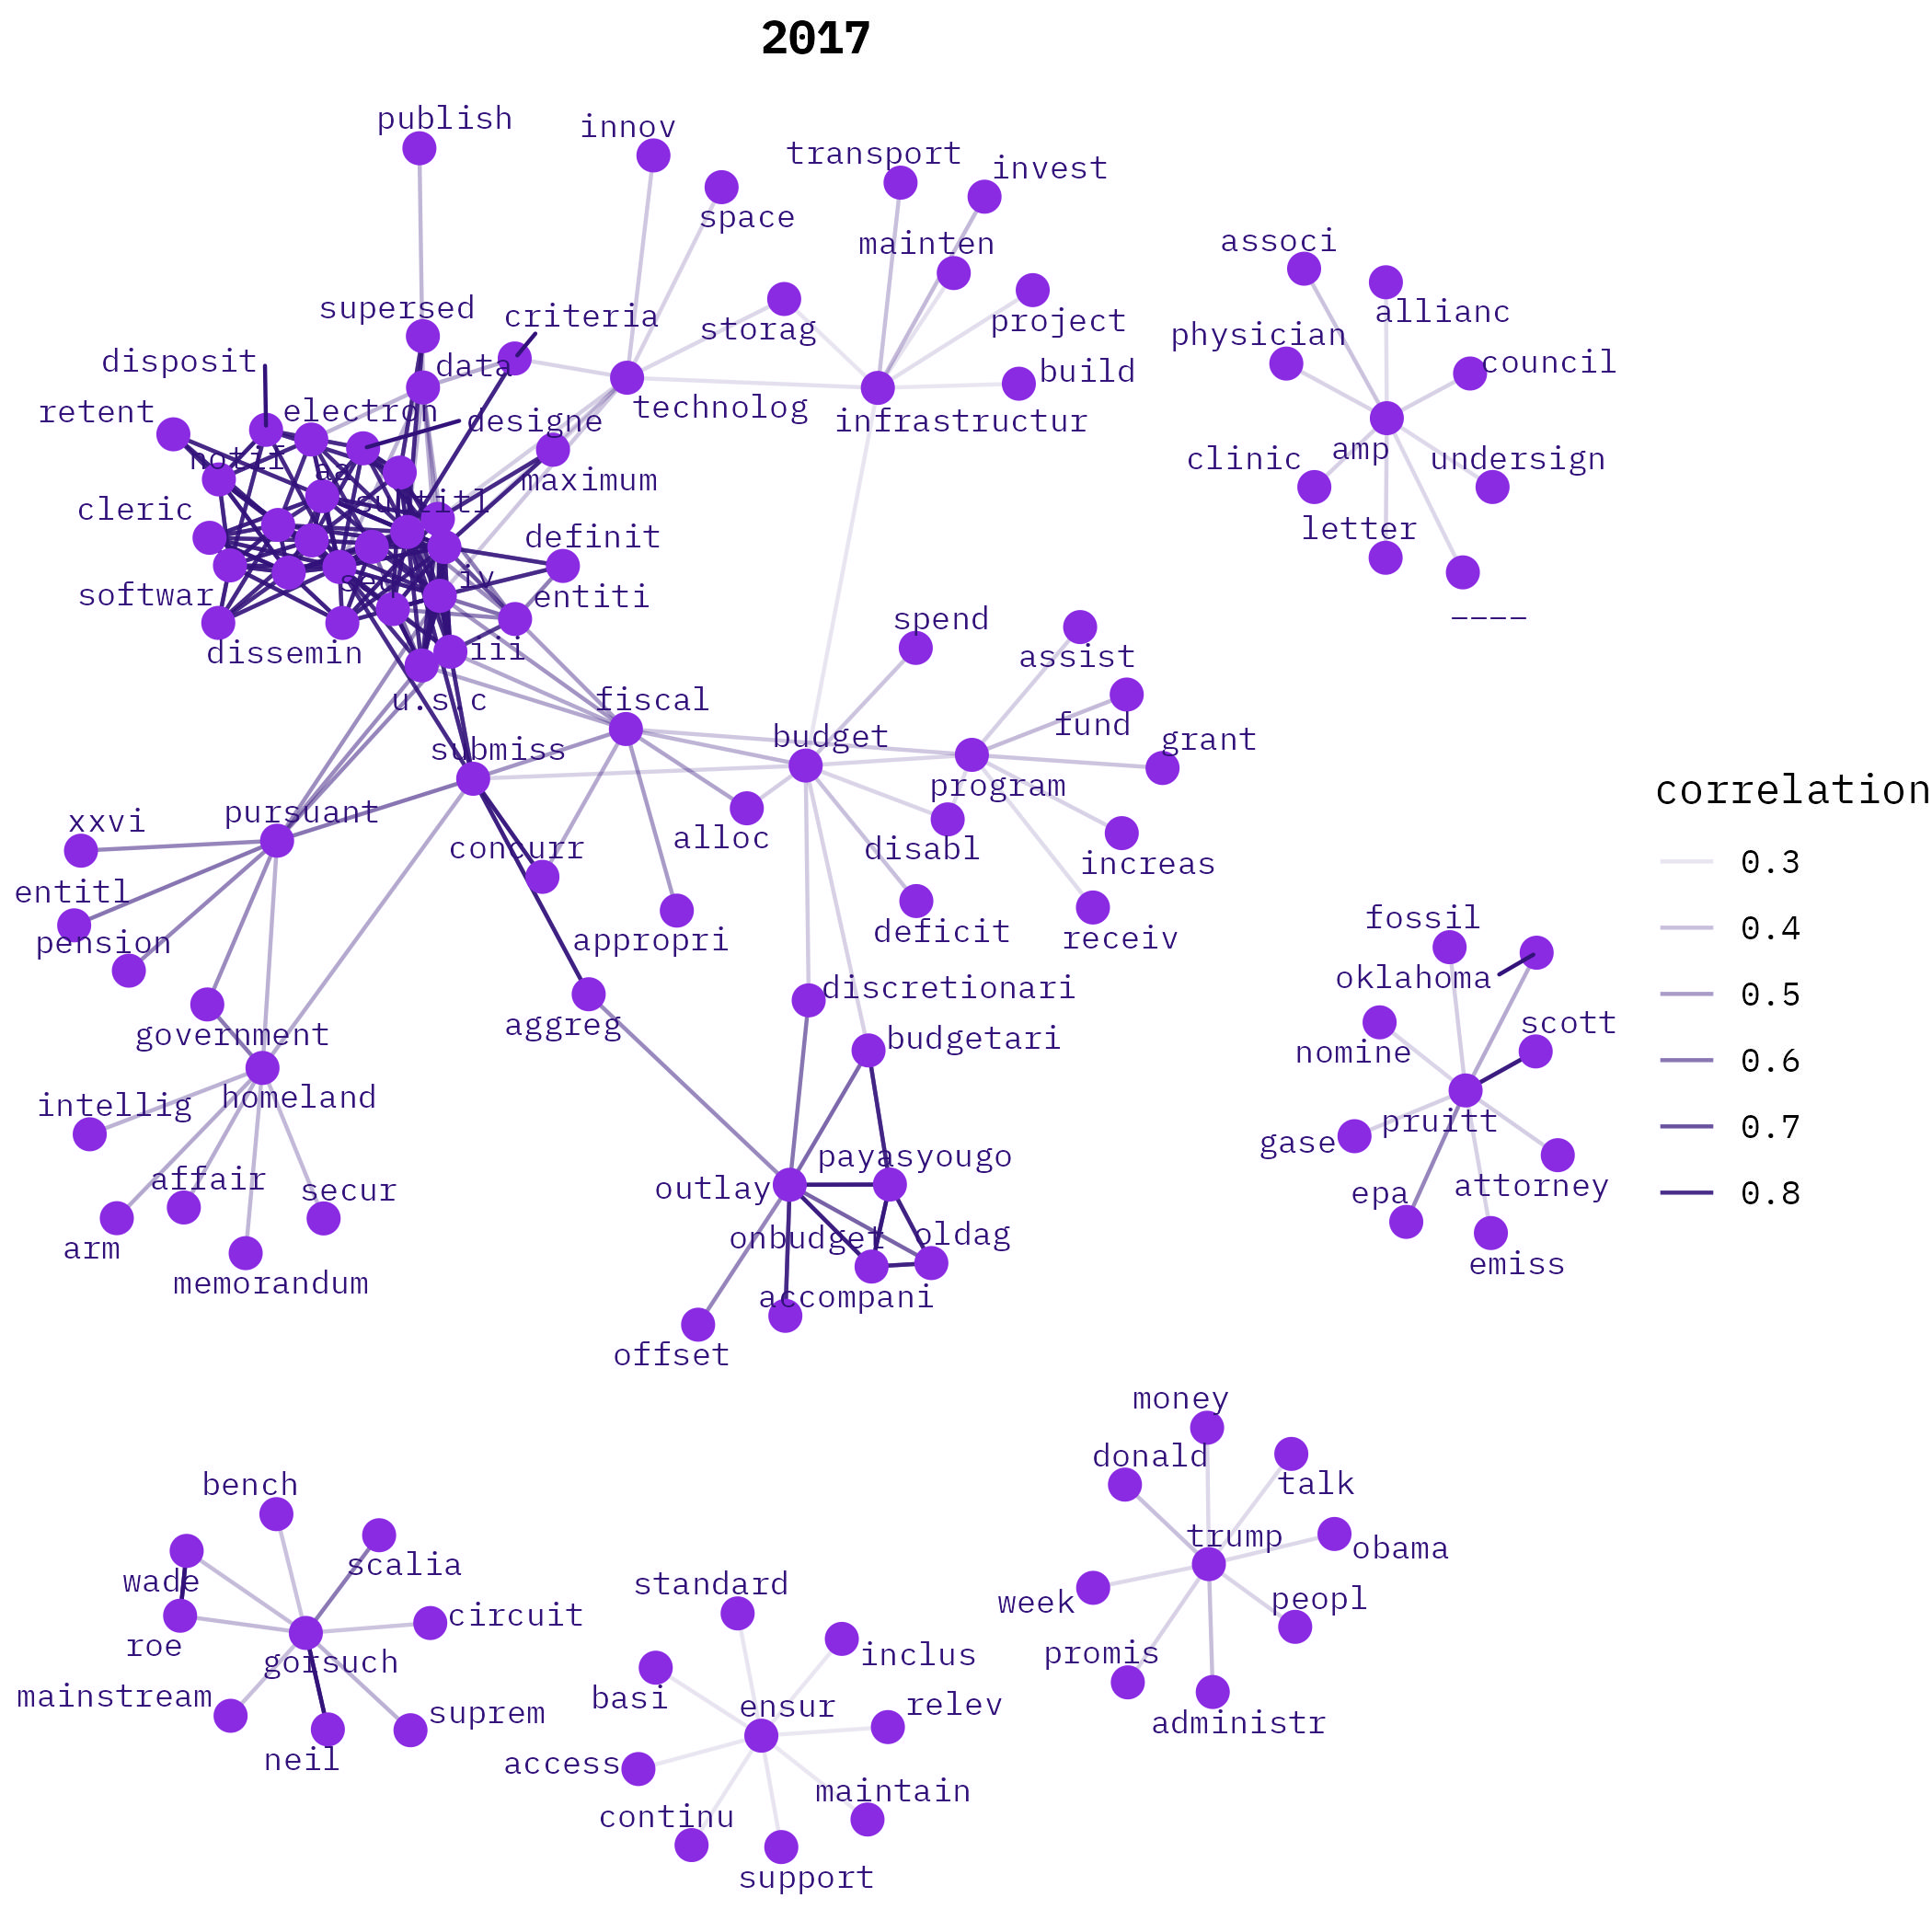 2017
publish
innov
transport
invest
space
mainten
associ
allianc
supersed
criteria
storag
project
physician
disposit
data
build
council
retent
electron
designe
technolog
infrastructur
amp
notif
aa
maximum
clinic
undersign
cleric
subtitl
definit
letter
softwar
iv
entiti
spend
----
dissemin
iii
assist
u.s.c
fiscal
fund
submiss
budget
grant
program
xxvi
pursuant
concurr
alloc
disabl
increas
entitl
pension
appropri
deficit
receiv
fossil
oklahoma
discretionari
government
aggreg
budgetari
nomine
scott
intellig
homeland
pruitt
gase
affair
secur
outlay
payasyougo
epa
attorney
arm
onbudget
oldag
memorandum
accompani
emiss
offset
correlation
0.3
0.4
0.5
0.6
0.7
0.8
money
donald
bench
talk
trump
obama
scalia
wade
standard
week
peopl
roe
circuit
gorsuch
inclus
promis
mainstream
basi
ensur
relev
suprem
administr
neil
access
maintain
continu
support